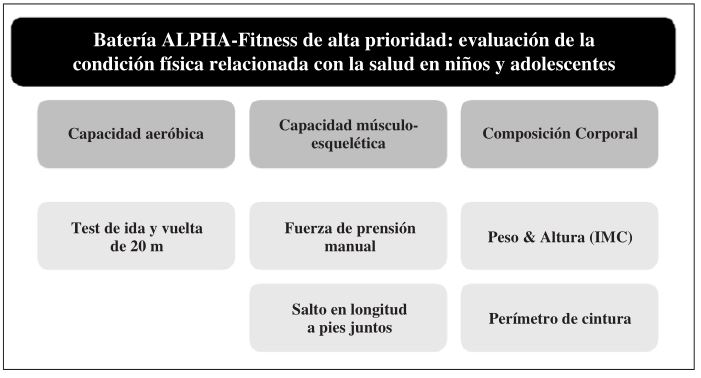 Batería ALPHA-Fitness de alta prioridad: evaluación de la
condición física relacionada con la salud en niños y adolescentes
Capacidad aeróbica
Capacidad músculo-
esquelética
Composición Corporal
Test de ida y vuelta
de 20 m
Fuerza de prensión
manual
Peso & Altura (IMC)
Salto en longitud
a pies juntos
Perímetro de cintura